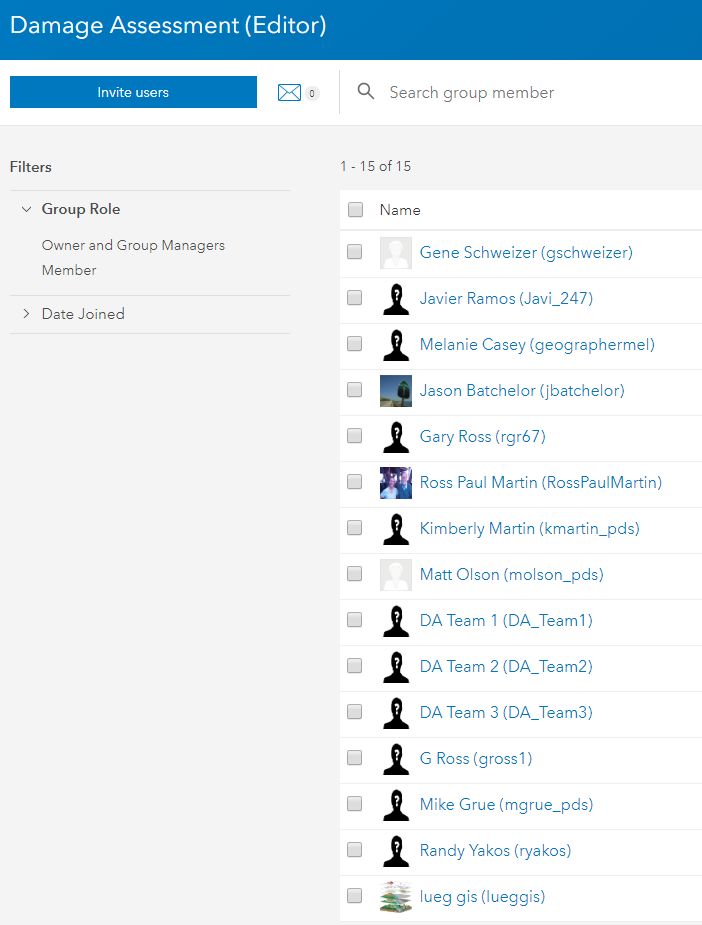 Damage Assessment (Editor)
Invite users
0
Search group member
Filters
Group Role
Owner and Group Managers
Member
Date Joined
1 - 15 of 15
Name
Gene Schweizer (gschweizer)
Javier Ramos (Javi_247)
Melanie Casey (geographermel)
Jason Batchelor (jbatchelor)
Gary Ross (rgr67)
Ross Paul Martin (RossPaulMartin)
Kimberly Martin (kmartin_pds)
Matt Olson (molson_pds)
DA Team 1 (DA_Team1)
DA Team 2 (DA_Team2)
DA Team 3 (DA_Team3)
G Ross (gross1)
Mike Grue (mgrue_pds)
Randy Yakos (ryakos)
lueg gis (lueggis)